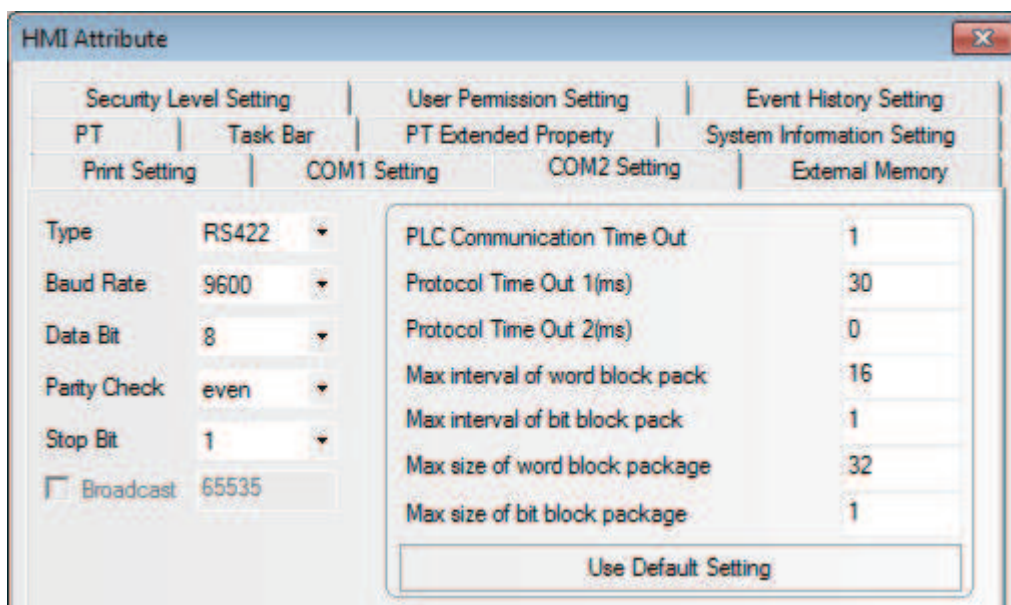 HMI Attribute
Security Level Setting User Permission Setting Event History Setting
PT Task Bar PT Extended Property System Information Setting
Print Setting COM1 Setting COM2 Setting External Memory
Type RS422
Baud Rate 9600
Data Bit 8
Parity Check even
Stop Bit 1
Broadcast 65535
PLC Communication Time Out 1
Protocol Time Out 1(ms) 30
Protocol Time Out 2(ms) 0
Max interval of word block pack 16
Max interval of bit block pack 1
Max size of word block package 32
Max size of bit block package 1
Use Default Setting